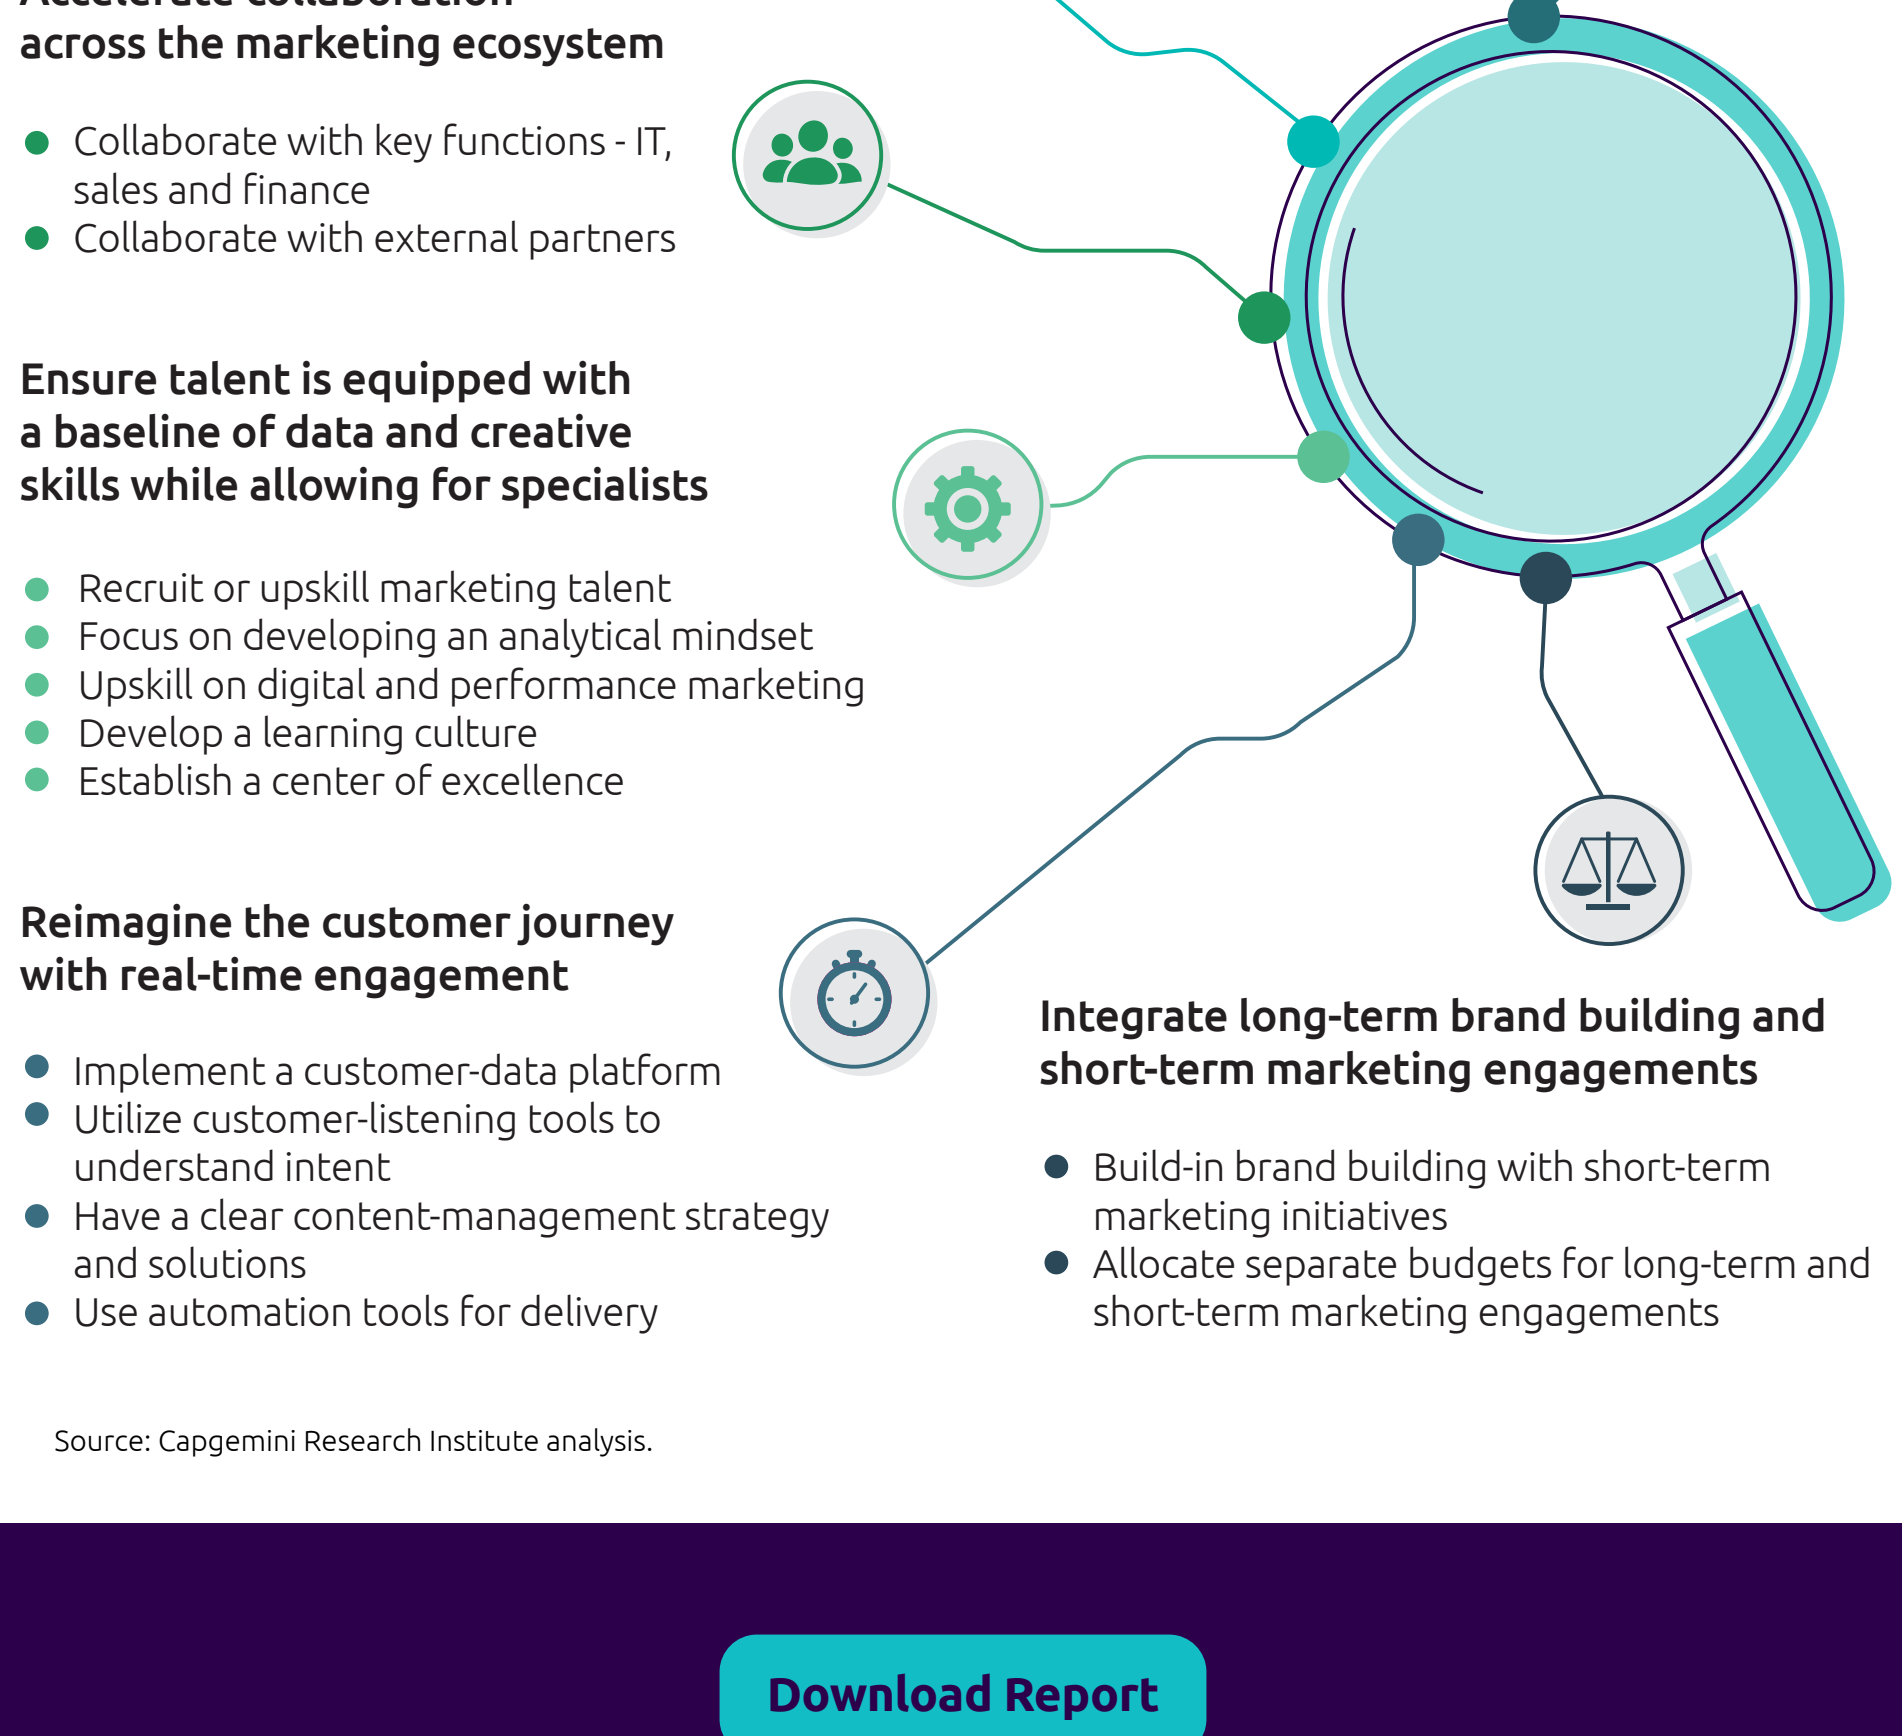 Accelerate collaboration
across the marketing ecosystem
Collaborate with key functions - IT,
sales and finance
Collaborate with external partners
Ensure talent is equipped with
a baseline of data and creative
skills while allowing for specialists
Recruit or upskill marketing talent
Focus on developing an analytical mindset
Upskill on digital and performance marketing
Develop a learning culture
Establish a center of excellence
Reimagine the customer journey
with real-time engagement
Implement a customer-data platform
Utilize customer-listening tools to
understand intent
Have a clear content-management strategy
and solutions
Use automation tools for delivery
Integrate long-term brand building and
short-term marketing engagements
Build-in brand building with short-term
marketing initiatives
Allocate separate budgets for long-term and
short-term marketing engagements
Source: Capgemini Research Institute analysis.
Download Report